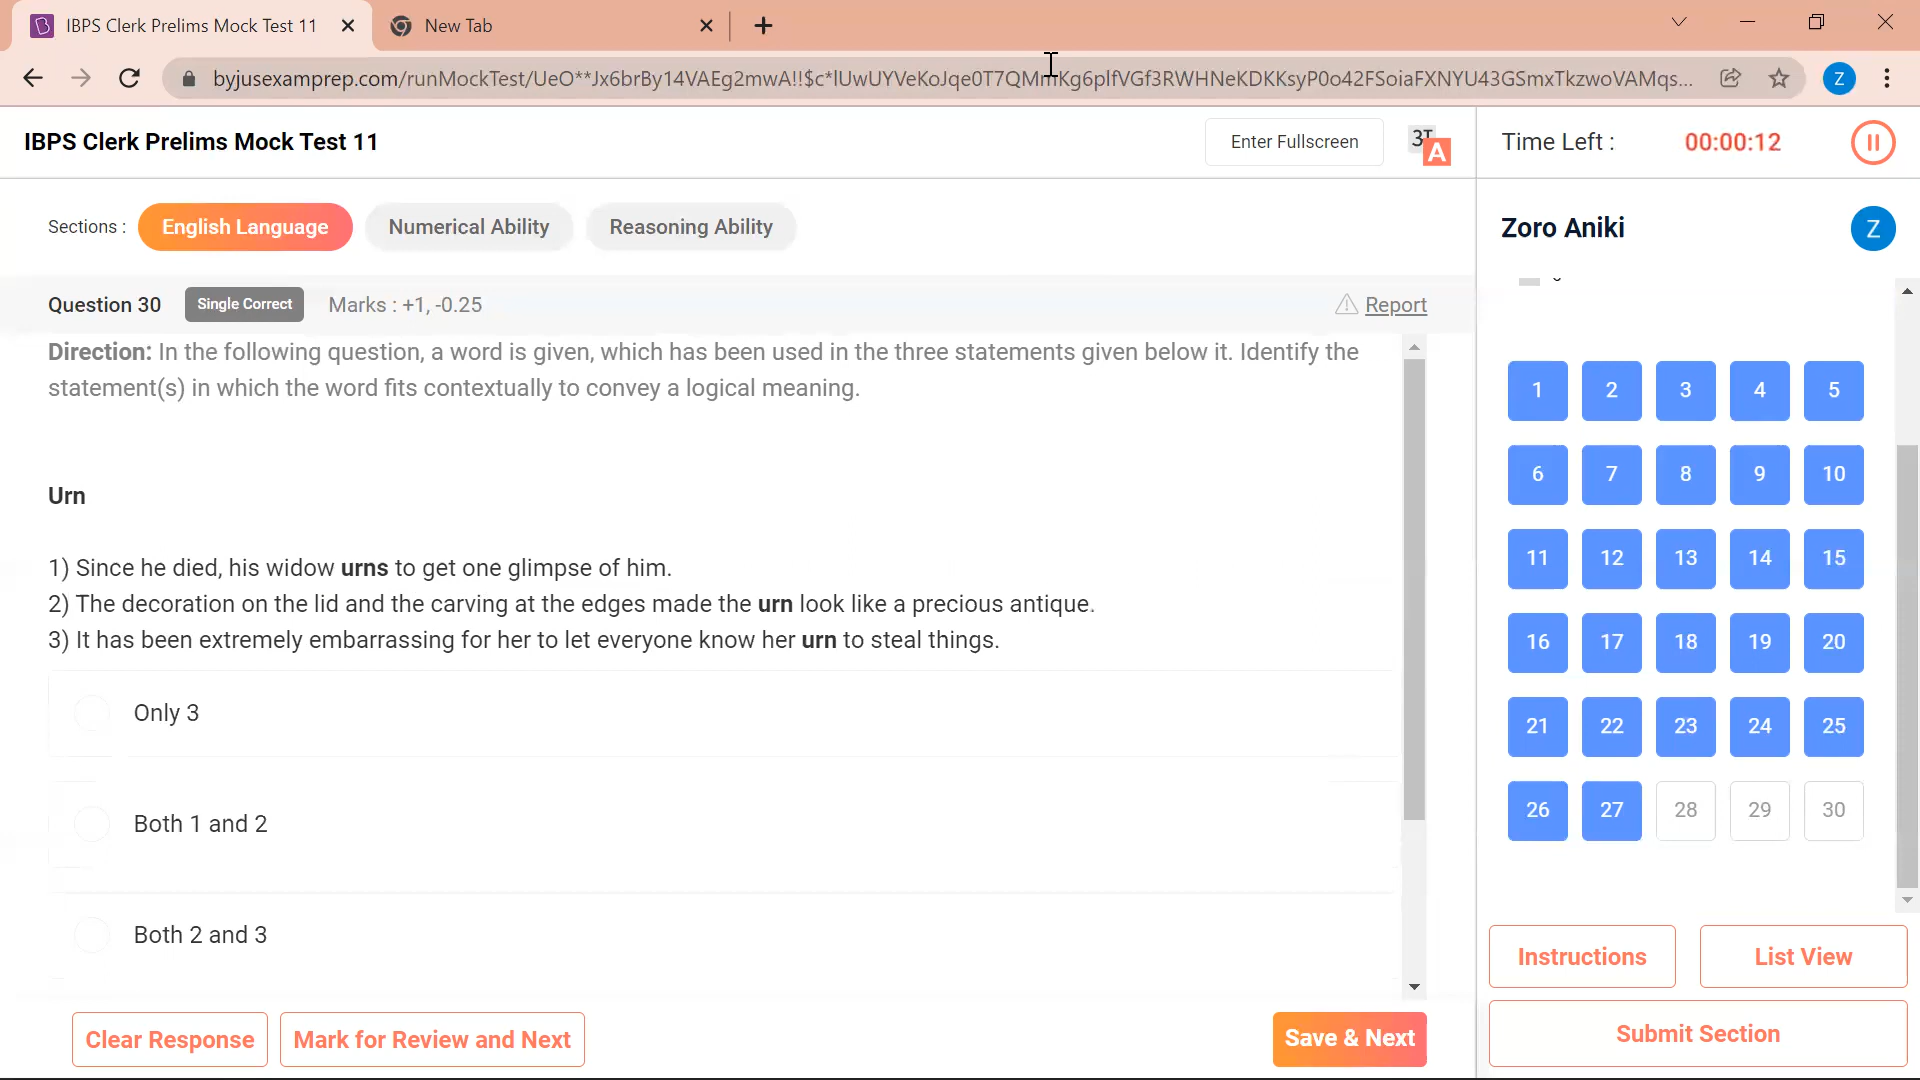 IBPS Clerk Prelims Mock Test 11
New Tab
byjusexamprep.com/runMockTest/UeO**Jx6brBy14VAEg2mwA!!$c*lUwUYVeKoJqe0T7QMmKg6plfVGf3RWHNeKDKKsyP0o42FSoiaFXNYU43GSmxTkzwoVAMqs...
Z
IBPS Clerk Prelims Mock Test 11
Enter Fullscreen
A
Time Left :
00:00:12
Sections :
English Language
Numerical Ability
Reasoning Ability
Zoro Aniki
Z
Question 30
Single Correct
Marks : +1, -0.25
Report
Direction: In the following question, a word is given, which has been used in the three statements given below it. Identify the
statement(s) in which the word fits contextually to convey a logical meaning.
Urn
1) Since he died, his widow urns to get one glimpse of him.
2) The decoration on the lid and the carving at the edges made the urn look like a precious antique.
3) It has been extremely embarrassing for her to let everyone know her urn to steal things.
Only 3
Both 1 and 2
Both 2 and 3
1 2 3 4 5
6 7 8 9 10
11 12 13 14 15
16 17 18 19 20
21 22 23 24 25
26 27 28 29 30
Instructions
List View
Clear Response
Mark for Review and Next
Save & Next
Submit Section